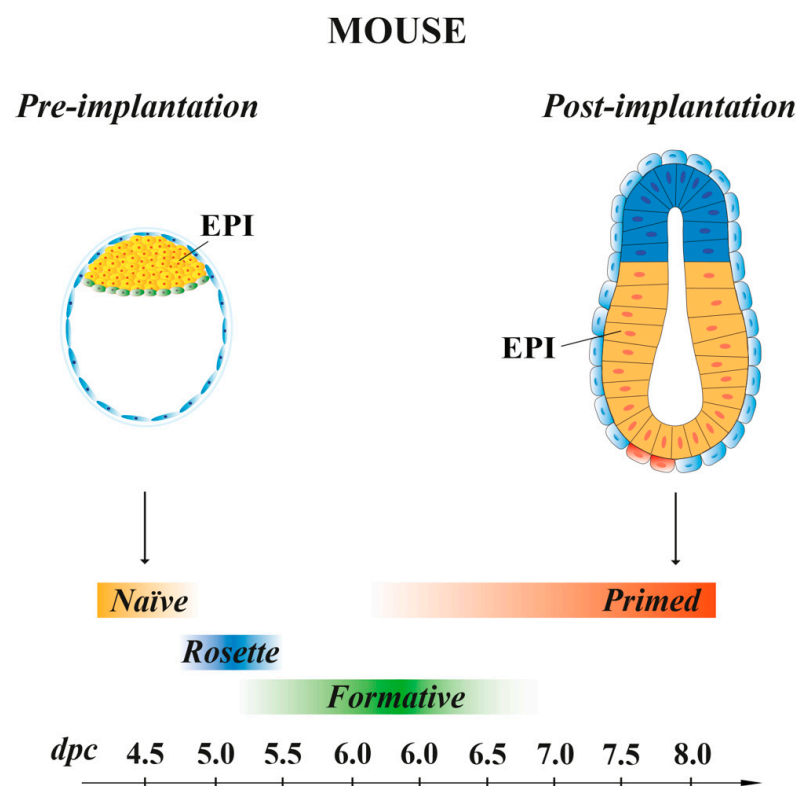 MOUSE
Pre-implantation
Post-implantation
EPI
EPI
Naïve
Primed
Rosette
Formative
dpc 4.5 5.0 5.5 6.0 6.0 6.5 7.0 7.5 8.0